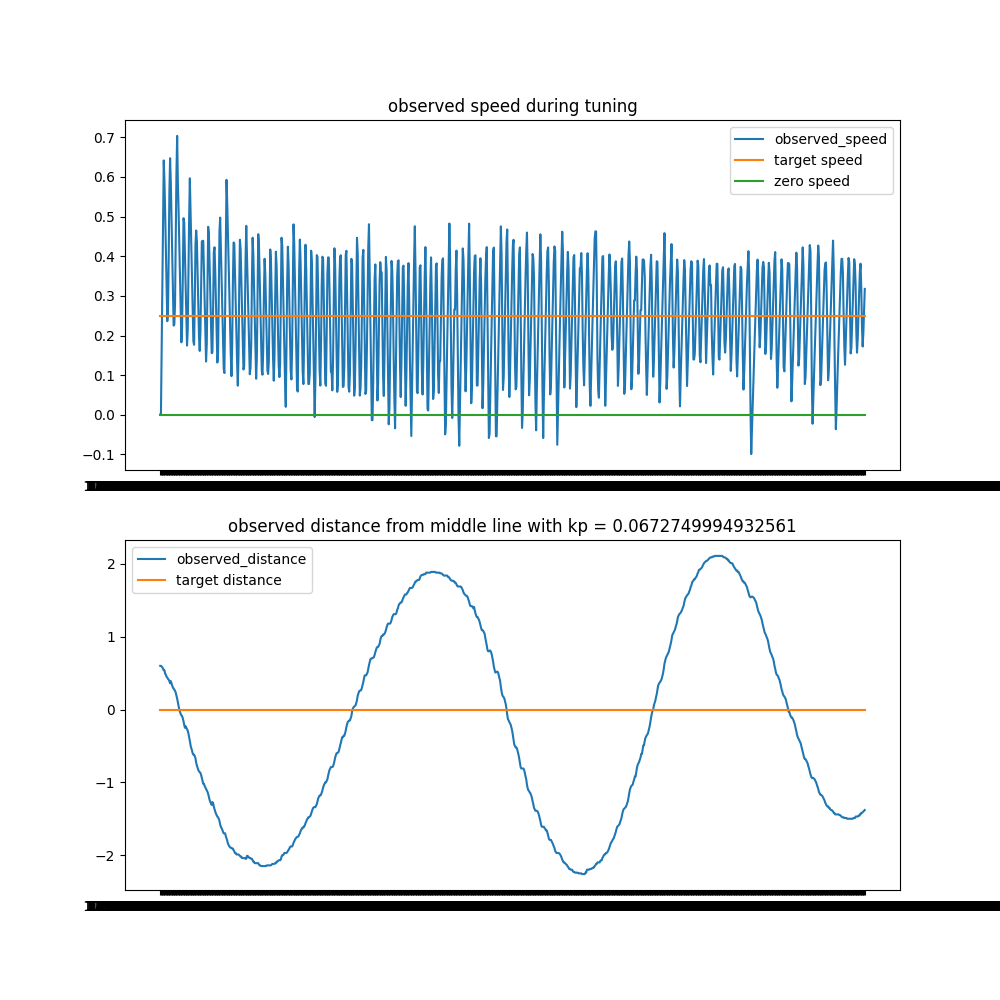 observed speed during tuning
0.7
0.6
0.5
0.4
0.3
0.2
0.1
0.0
−0.1
observed_speed
target speed
zero speed
observed distance from middle line with kp = 0.0672749994932561
2
1
0
−1
−2
observed_distance
target distance